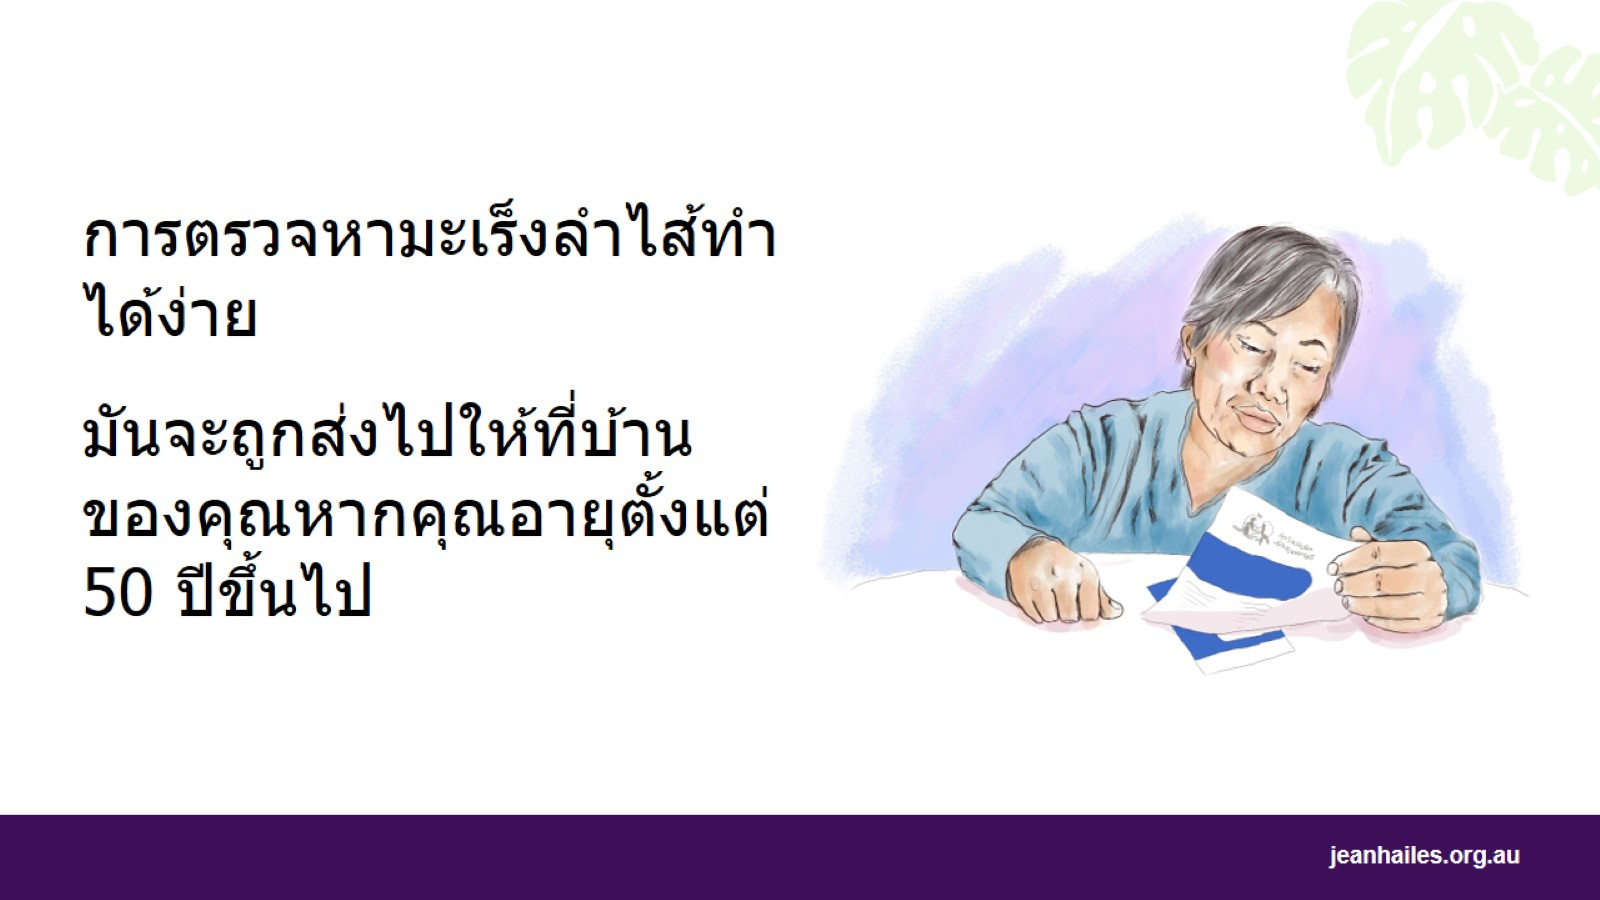 การตรวจหามะเร็งลำไส้ทำ
ได้ง่าย
มันจะถูกส่งไปให้ที่บ้าน
ของคุณหากคุณอายุตั้งแต่
50 ปีขึ้นไป
jeanhailes.org.au